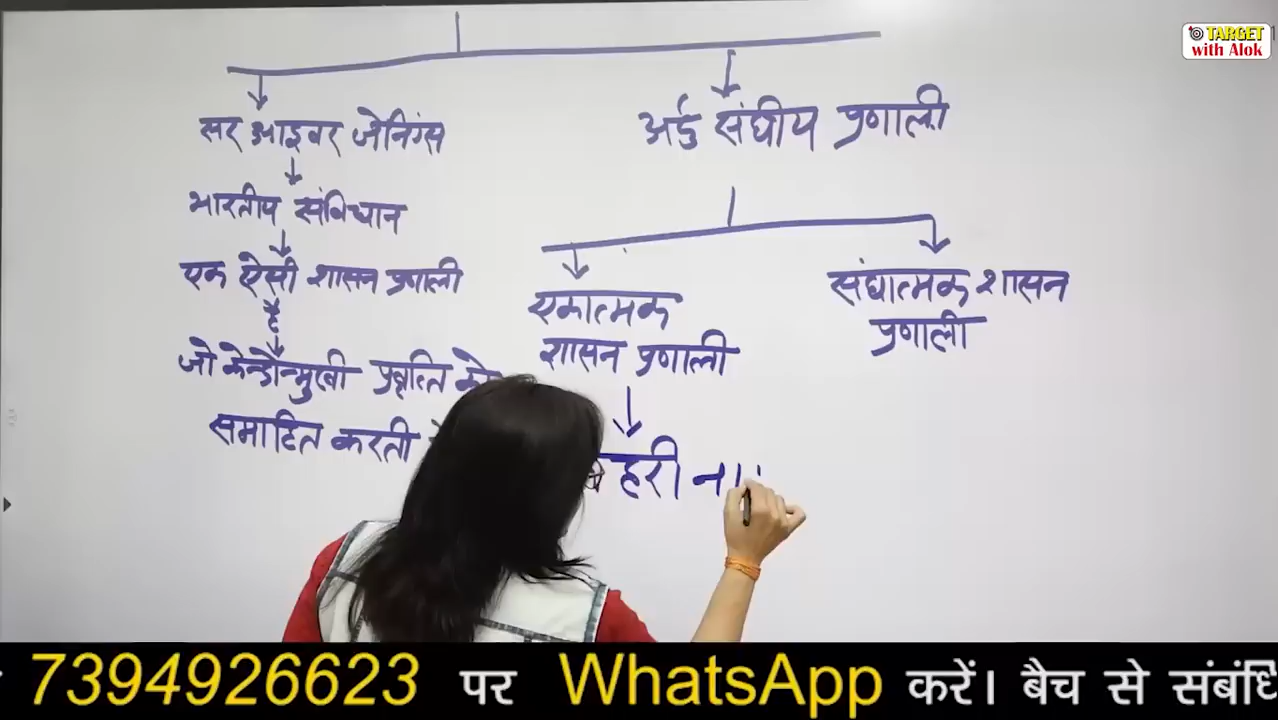 TARGET
with Alok
सर आइवर जेनिंग्स
अर्द्ध संघीय प्रणाली
भारतीय संविधान
एक ऐसी शासन प्रणाली
है
जो केन्द्रोन्मुखी प्रवृत्ति को
समाहित करती
एकात्मक
शासन प्रणाली
संघात्मक शासन
प्रणाली
हरी ना
7394926623 पर WhatsApp करें। बैच से संबंधि